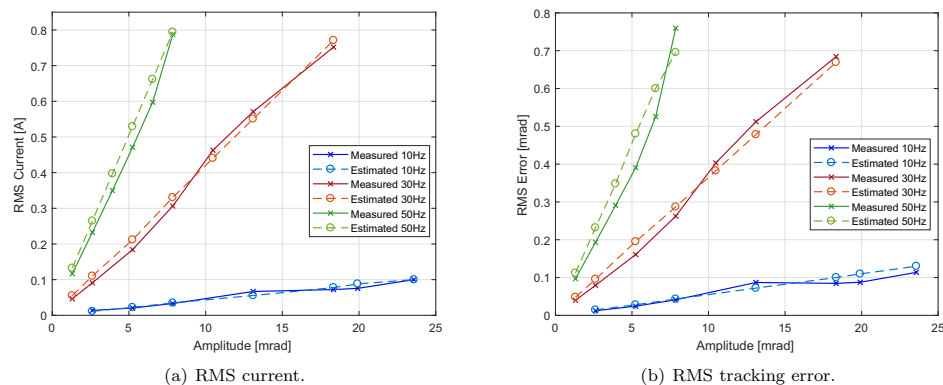 RMS Current [A]
0.8
0.7
0.6
0.5
0.4
0.3
0.2
0.1
0
0
5
10
15
20
25
Amplitude [mrad]
Measured 10Hz
Estimated 10Hz
Measured 30Hz
Estimated 30Hz
Measured 50Hz
Estimated 50Hz
(a) RMS current.
RMS Error [mrad]
0.8
0.7
0.6
0.5
0.4
0.3
0.2
0.1
0
0
5
10
15
20
25
Amplitude [mrad]
Measured 10Hz
Estimated 10Hz
Measured 30Hz
Estimated 30Hz
Measured 50Hz
Estimated 50Hz
(b) RMS tracking error.